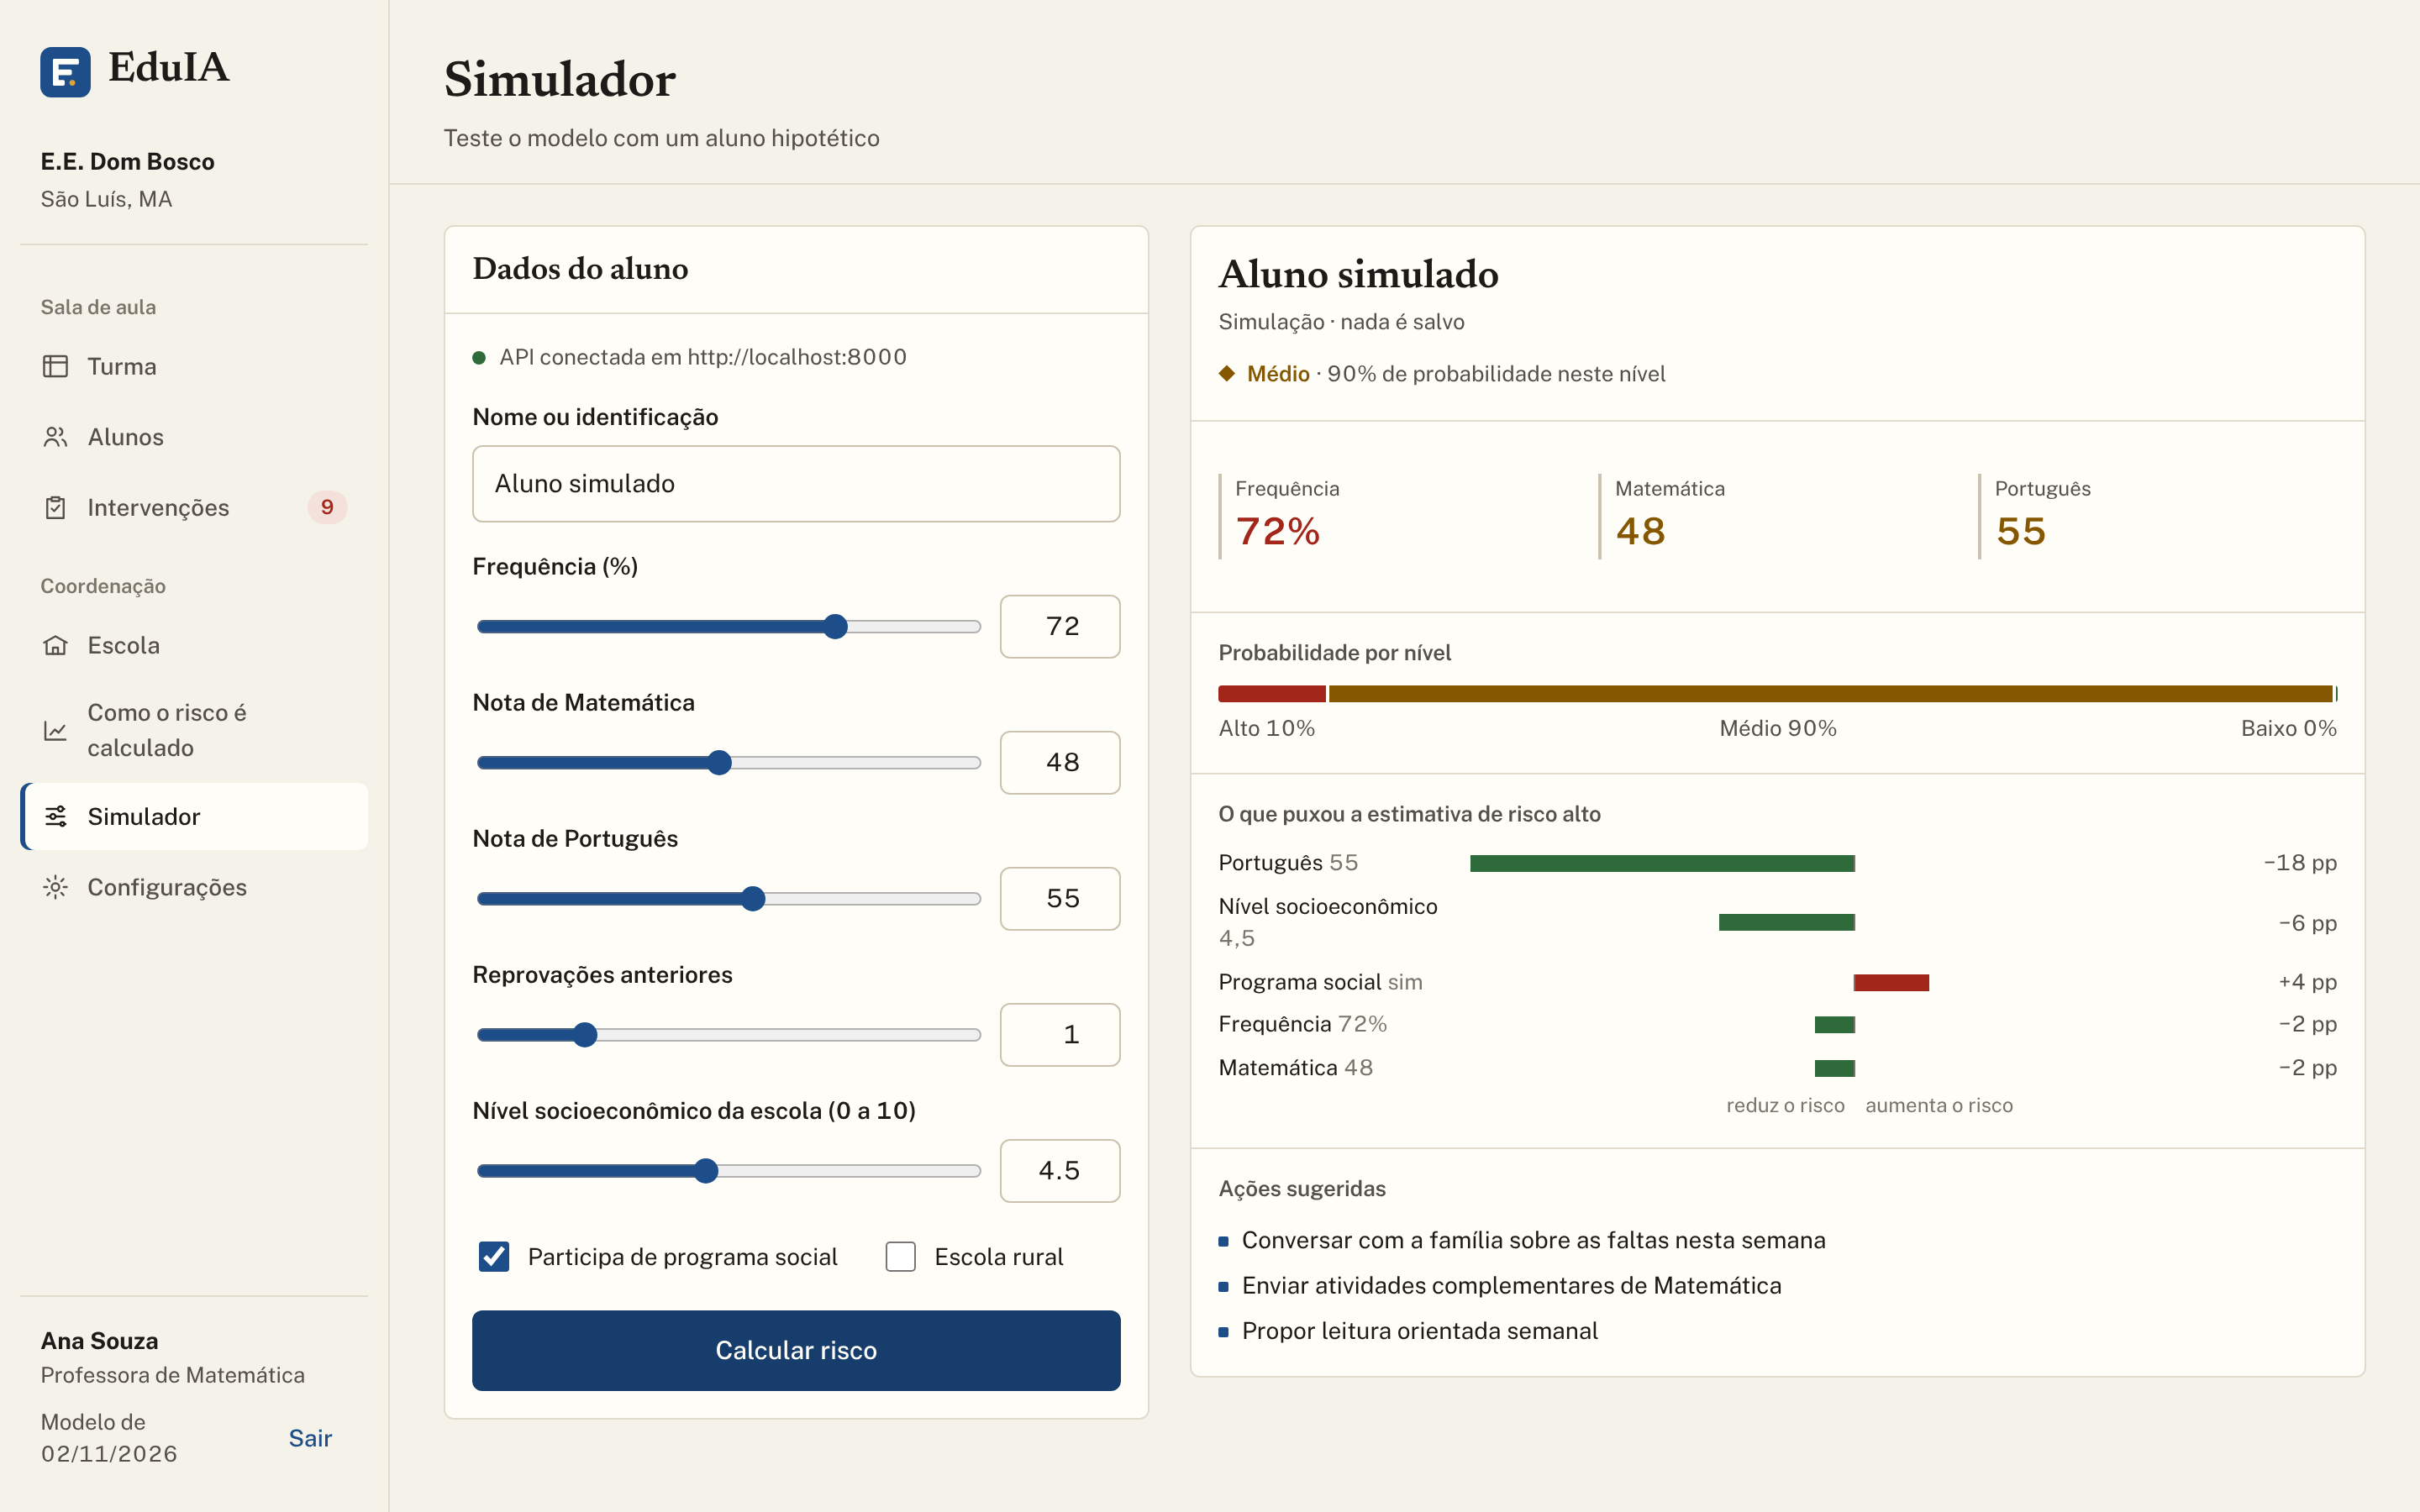 EduIA
E.E. Dom Bosco
São Luís, MA
Sala de aula
Turma
Alunos
Intervenções 9
Coordenação
Escola
Como o risco é
calculado
Simulador
Configurações
Ana Souza
Professora de Matemática
Modelo de
02/11/2026
Sair
Simulador
Teste o modelo com um aluno hipotético
Dados do aluno
API conectada em http://localhost:8000
Nome ou identificação
Aluno simulado
Frequência (%)
72
Nota de Matemática
48
Nota de Português
55
Reprovações anteriores
1
Nível socioeconômico da escola (0 a 10)
4.5
Participa de programa social
Escola rural
Calcular risco
Aluno simulado
Simulação · nada é salvo
Médio · 90% de probabilidade neste nível
Frequência
72%
Matemática
48
Português
55
Probabilidade por nível
Alto 10%
Médio 90%
Baixo 0%
O que puxou a estimativa de risco alto
Português 55 −18 pp
Nível socioeconômico
4,5
−6 pp
Programa social sim +4 pp
Frequência 72% −2 pp
Matemática 48 −2 pp
reduz o risco aumenta o risco
Ações sugeridas
Conversar com a família sobre as faltas nesta semana
Enviar atividades complementares de Matemática
Propor leitura orientada semanal